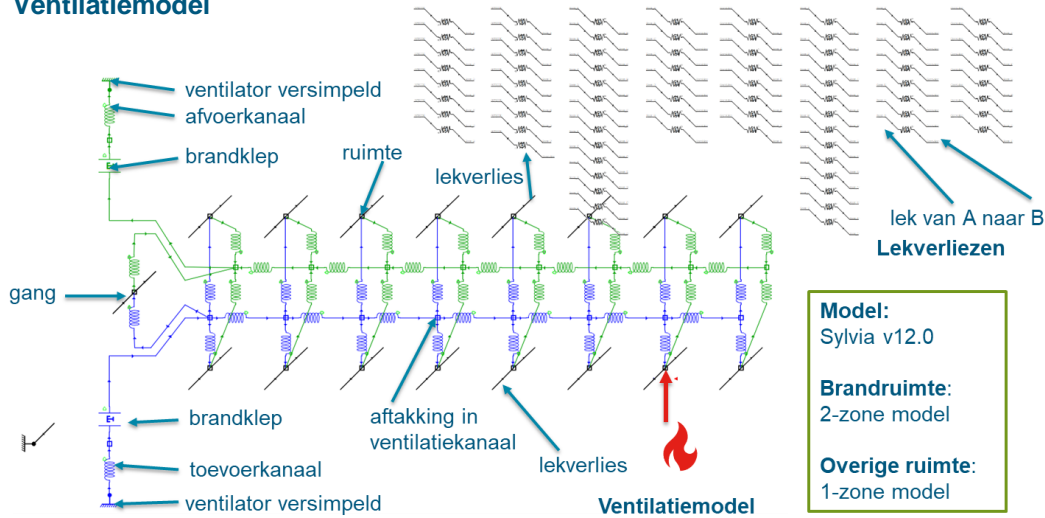 Ventilatiemodel
ventilator versimpeld
afvoerkanaal
brandklep
ruimte
lekverlies
lek van A naar B
Lekverliezen
gang
Model:
Sylvia v12.0
Brandruimte:
2-zone model
Overige ruimte:
1-zone model
brandklep
aftakking in
ventilatiekanaal
lekverlies
toevoerkanaal
ventilator versimpeld
Ventilatiemodel